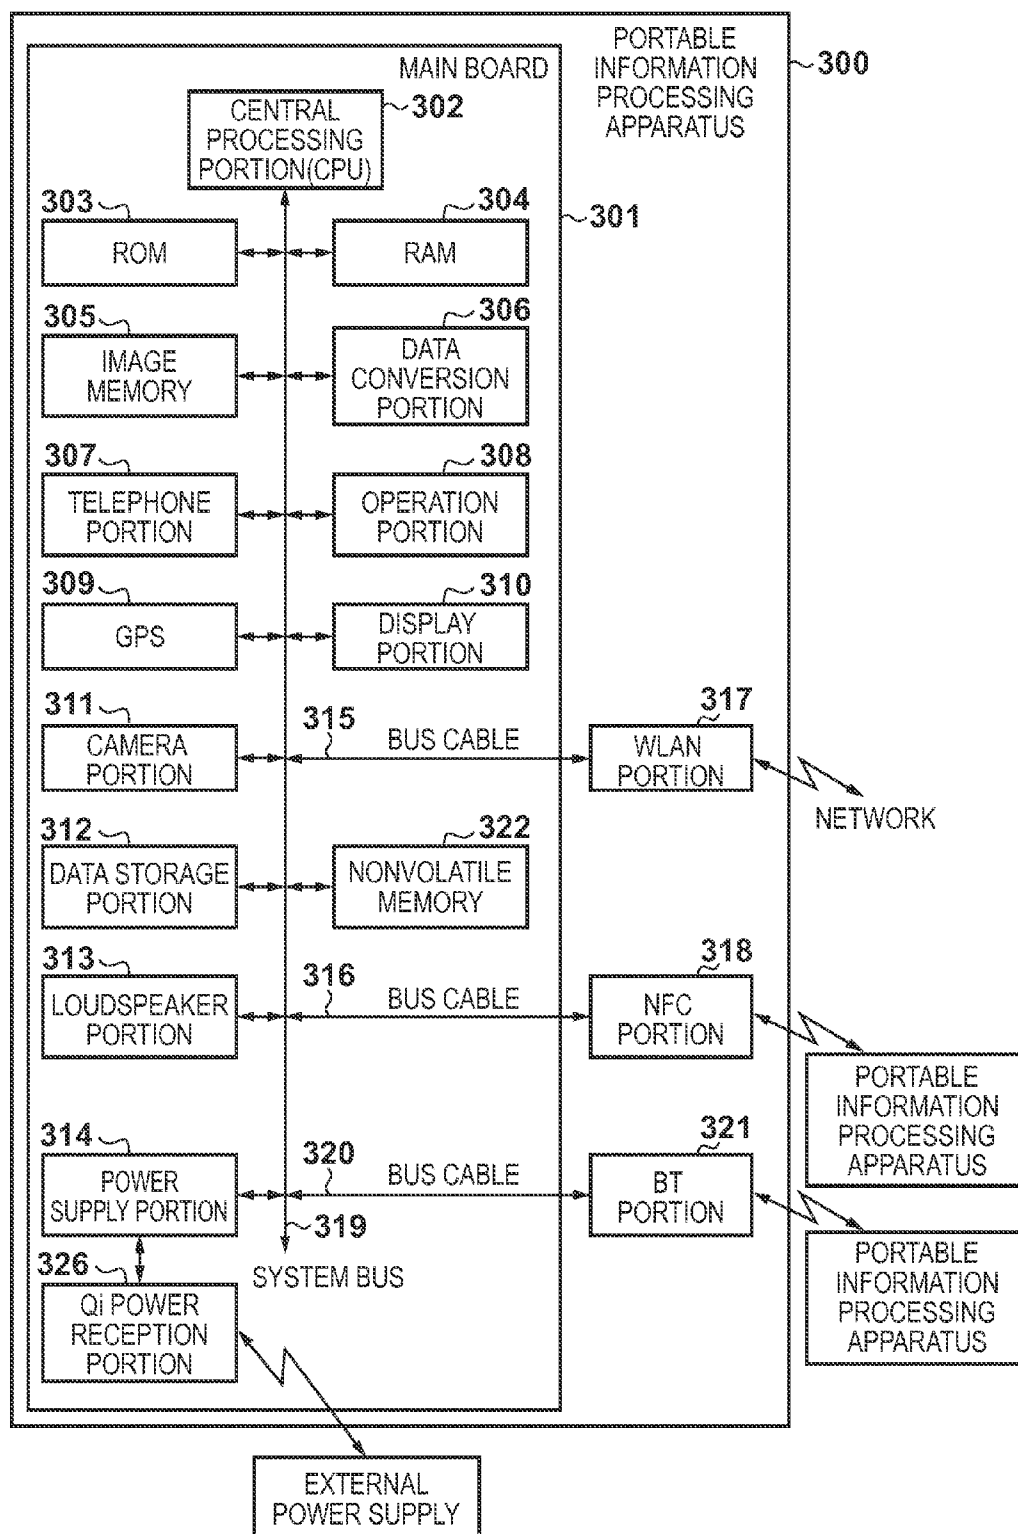 PORTABLE
INFORMATION
PROCESSING
APPARATUS
300
MAIN BOARD
301
302
CENTRAL
PROCESSING
PORTION(CPU)
303
ROM
304
RAM
305
IMAGE
MEMORY
306
DATA
CONVERSION
PORTION
307
TELEPHONE
PORTION
308
OPERATION
PORTION
309
GPS
310
DISPLAY
PORTION
311
CAMERA
PORTION
315
BUS CABLE
317
WLAN
PORTION
NETWORK
312
DATA STORAGE
PORTION
322
NONVOLATILE
MEMORY
313
LOUDSPEAKER
PORTION
316
BUS CABLE
318
NFC
PORTION
PORTABLE
INFORMATION
PROCESSING
APPARATUS
314
POWER
SUPPLY PORTION
320
BUS CABLE
321
BT
PORTION
PORTABLE
INFORMATION
PROCESSING
APPARATUS
319
SYSTEM BUS
326
Qi POWER
RECEPTION
PORTION
EXTERNAL
POWER SUPPLY